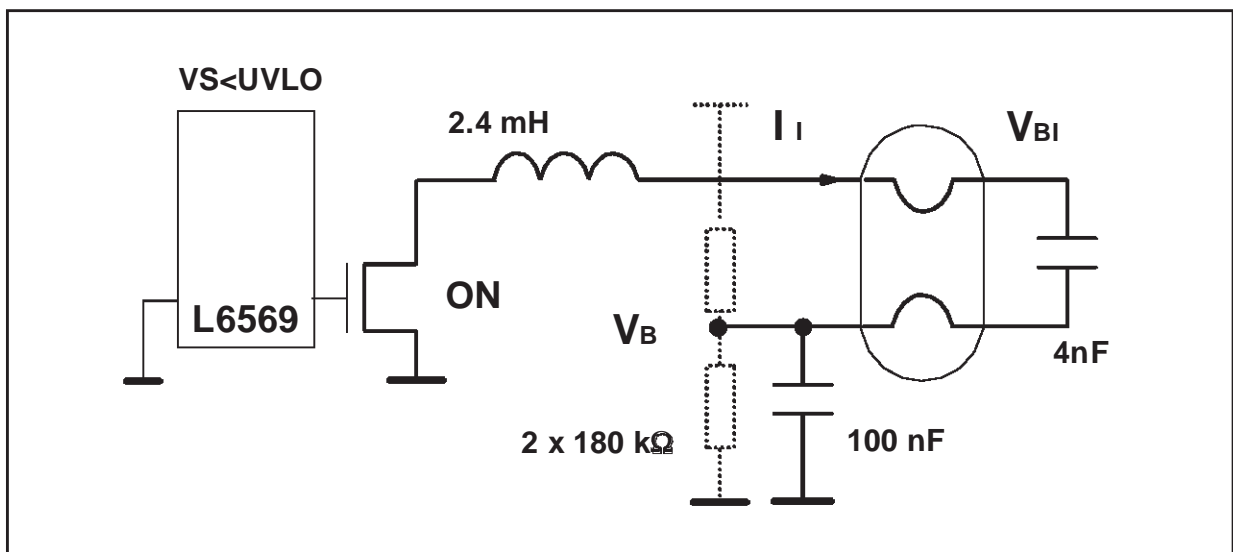 VS<UVLO
2.4 mH
I I
VBI
L6569
ON
VB
4nF
2 x 180 kΩ
100 nF